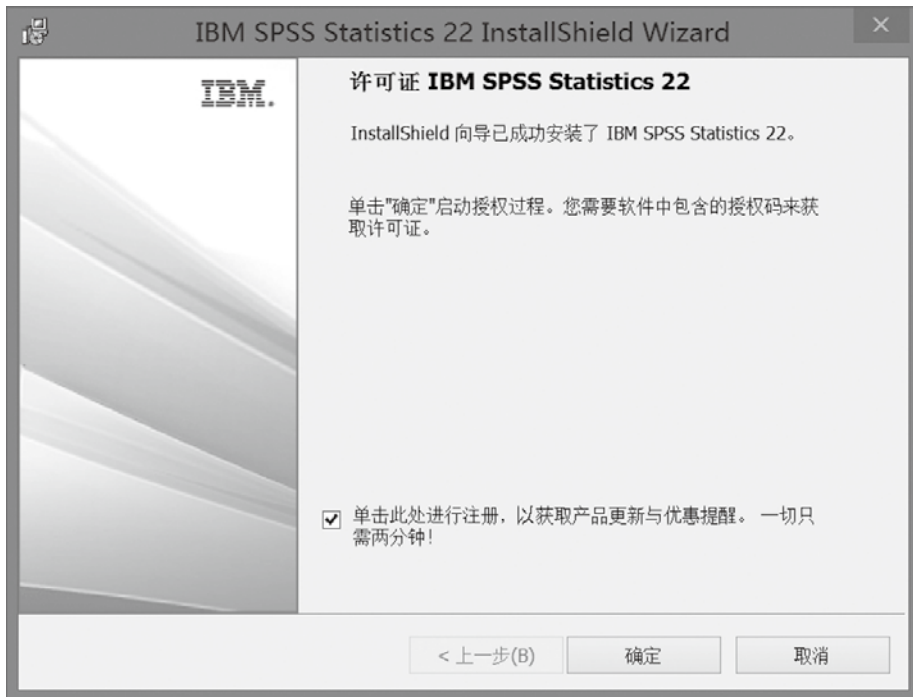 IBM SPSS Statistics 22 InstallShield Wizard
IBM.
许可证 IBM SPSS Statistics 22
InstallShield 向导已成功安装了 IBM SPSS Statistics 22。
单击"确定"启动授权过程。您需要软件中包含的授权码来获
取许可证。
单击此处进行注册，以获取产品更新与优惠提醒。 一切只
需两分钟！
< 上一步(B)
确定
取消